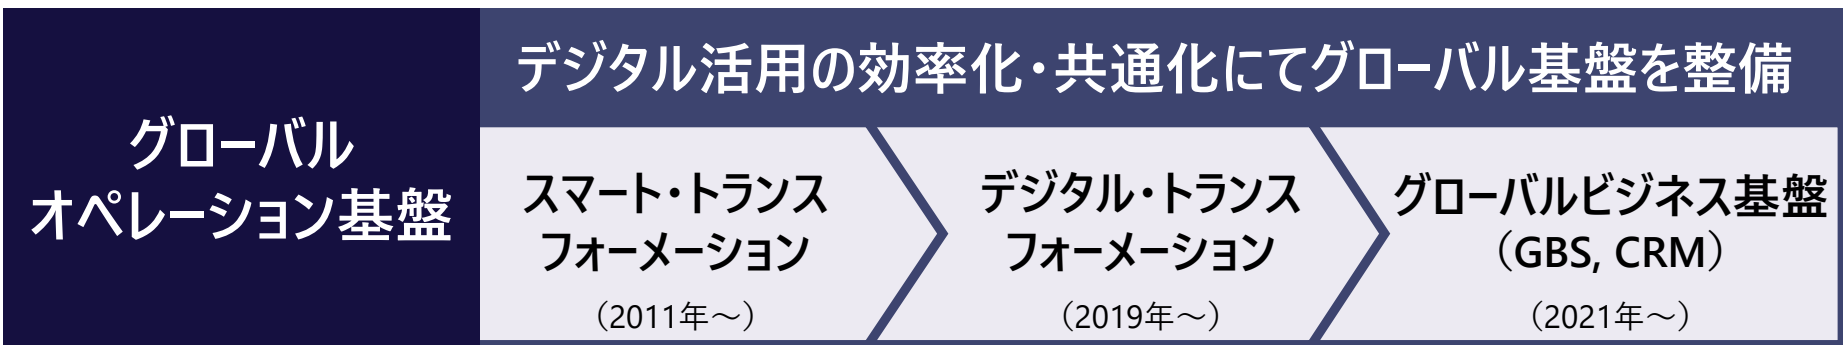 グローバル
オペレーション基盤
デジタル活用の効率化・共通化にてグローバル基盤を整備
スマート・トランス
フォーメーション
（2011年～）
デジタル・トランス
フォーメーション
（2019年～）
グローバルビジネス基盤
（GBS, CRM）
（2021年～）